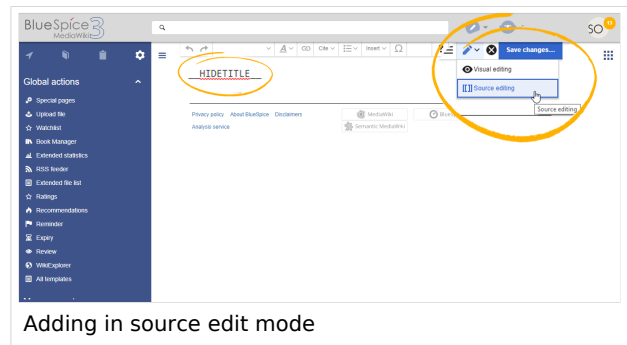 BlueSpice3
MediaWiki
SO
Cite
Insert
Ω
Save changes...
Visual editing
[[ ]] Source editing
Source editing
__HIDETITLE__
Global actions
Special pages
Upload file
Watchlist
Book Manager
Extended statistics
RSS feeder
Extended file list
Ratings
Recommendations
Reminder
Expiry
Review
WikiExplorer
All templates
Privacy policy About BlueSpice Disclaimers
Analysis service
MediaWiki
Semantic MediaWiki
Adding in source edit mode